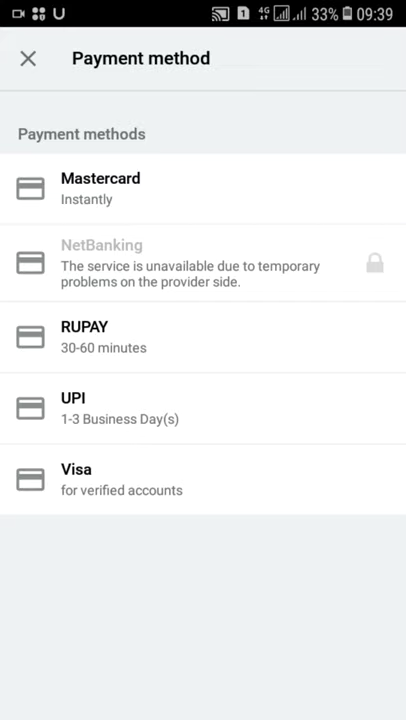 4G 33% 09:39
Payment method
Payment methods
Mastercard
Instantly
NetBanking
The service is unavailable due to temporary
problems on the provider side.
RUPAY
30-60 minutes
UPI
1-3 Business Day(s)
Visa
for verified accounts